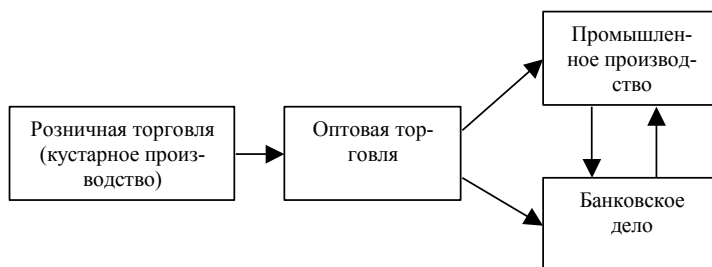 Розничная торговля
(кустарное произ-
водство)
Оптовая тор-
говля
Промышлен-
ное производ-
ство
Банковское
дело